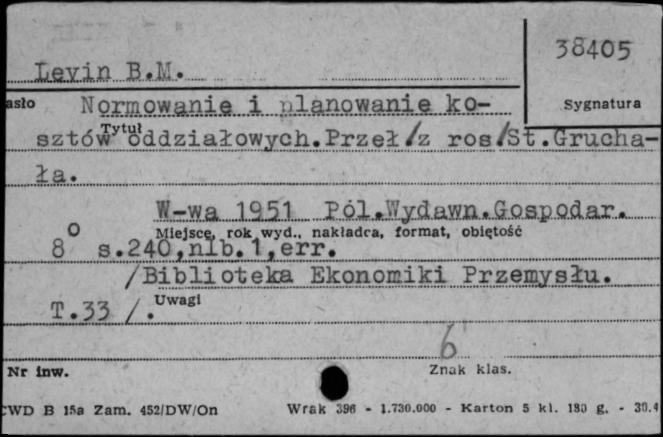 38405
Levin B.M.
asło Normowanie i planowanie ko-
Sygnatura
Tytuł
sztów oddziałowych.Przeł/z ros/St.Grucha-
ła.
W-wa 1951 Pól.Wydawn.Gospodar.
Miejsce, rok wyd., nakładca, format, objętość
8° s.240,nlb.1,err.
/Biblioteka Ekonomiki Przemysłu.
Uwagi
T.33 /.
6
Nr inw.
Znak klas.
CWD B 15a Zam. 452/DW/On Wrak 396 - 1.730.000 - Karton 5 kl. 180 g. - 30.4